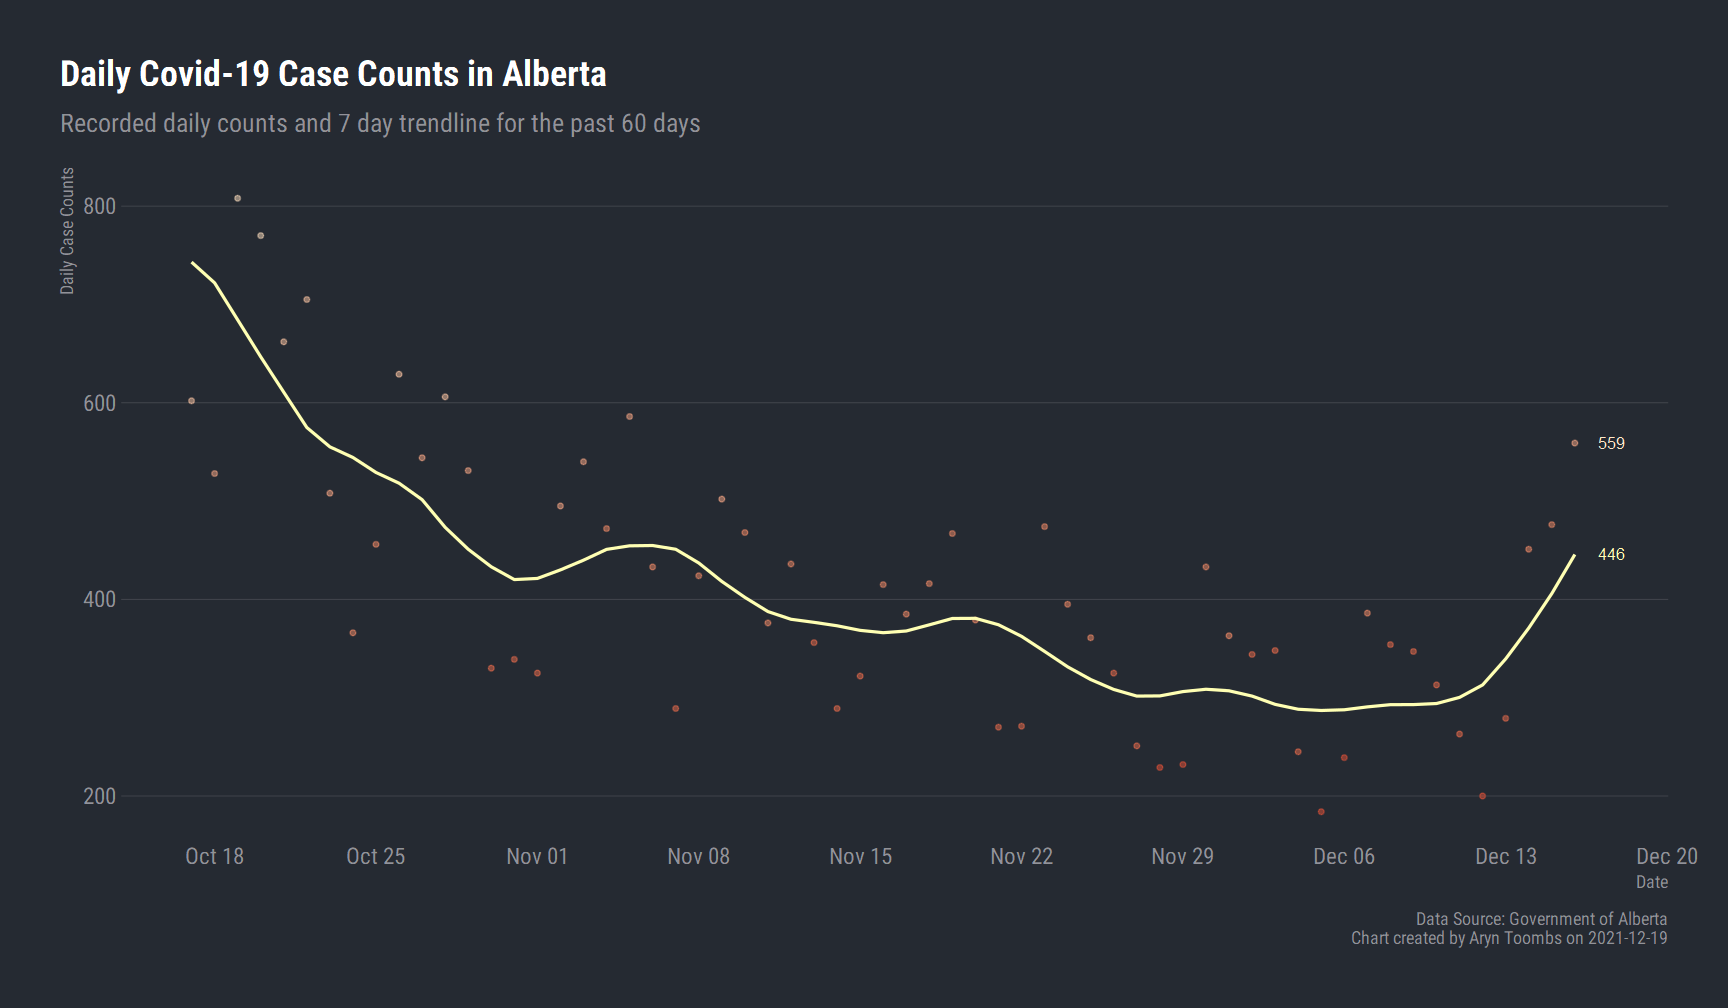 Daily Covid-19 Case Counts in Alberta
Recorded daily counts and 7 day trendline for the past 60 days
Daily Case Counts
800
600
559
446
400
200
Oct 18 Oct 25 Nov 01 Nov 08 Nov 15 Nov 22 Nov 29 Dec 06 Dec 13 Dec 20
Date
Data Source: Government of Alberta
Chart created by Aryn Toombs on 2021-12-19